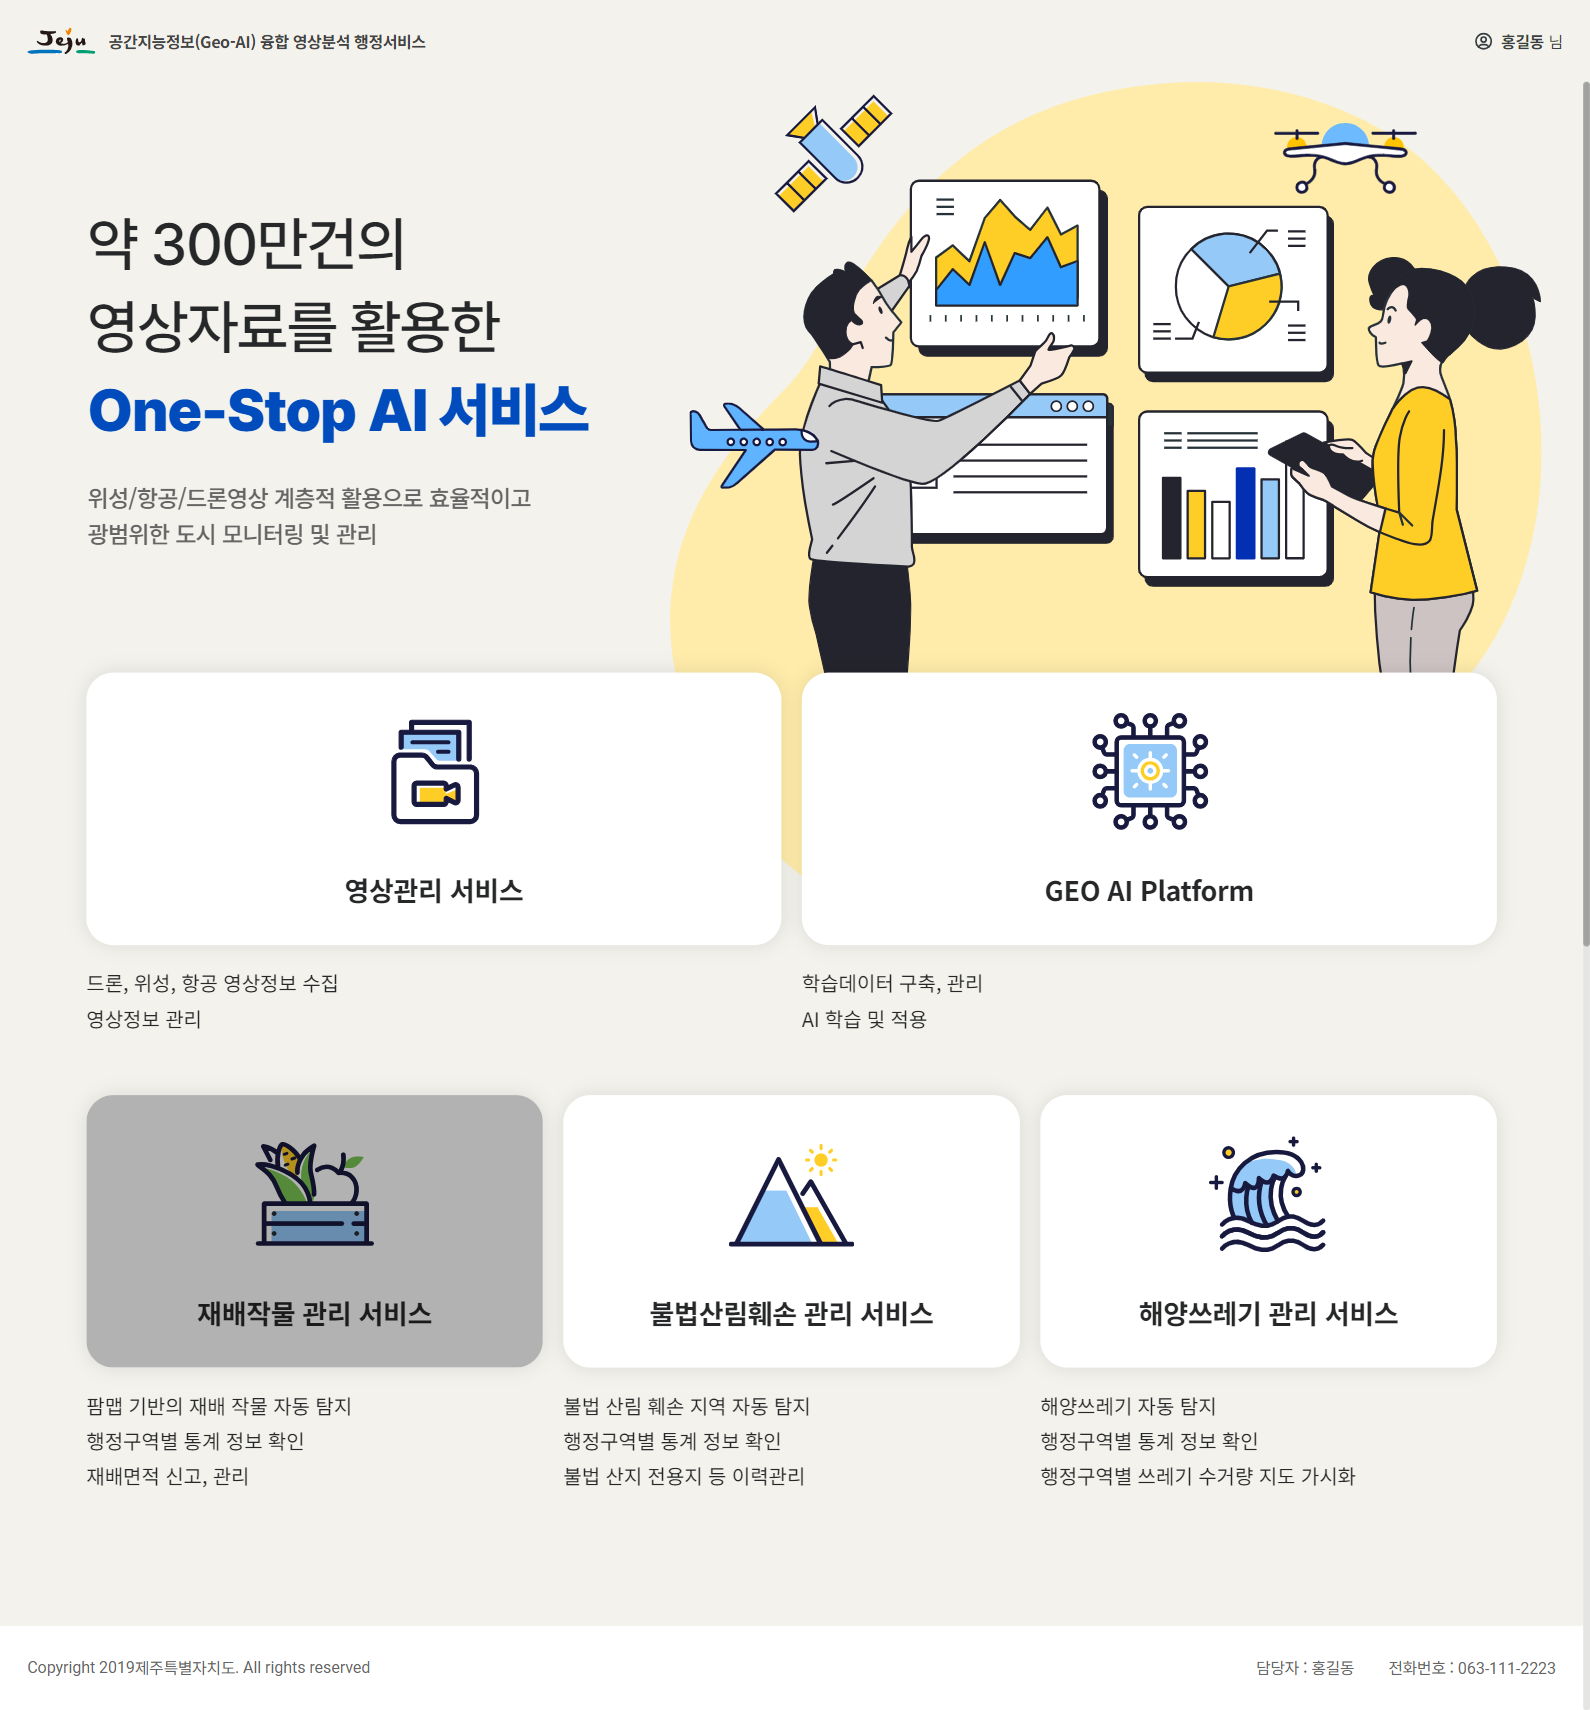 Jeju 공간지능정보(Geo-AI) 융합 영상분석 행정서비스
홍길동 님
약 300만건의
영상자료를 활용한
One-Stop AI 서비스
위성/항공/드론영상 계층적 활용으로 효율적이고
광범위한 도시 모니터링 및 관리
영상관리 서비스
드론, 위성, 항공 영상정보 수집
영상정보 관리
GEO AI Platform
학습데이터 구축, 관리
AI 학습 및 적용
재배작물 관리 서비스
팜맵 기반의 재배 작물 자동 탐지
행정구역별 통계 정보 확인
재배면적 신고, 관리
불법산림훼손 관리 서비스
불법 산림 훼손 지역 자동 탐지
행정구역별 통계 정보 확인
불법 산지 전용지 등 이력관리
해양쓰레기 관리 서비스
해양쓰레기 자동 탐지
행정구역별 통계 정보 확인
행정구역별 쓰레기 수거량 지도 가시화
Copyright 2019제주특별자치도. All rights reserved
담당자 : 홍길동
전화번호 : 063-111-2223